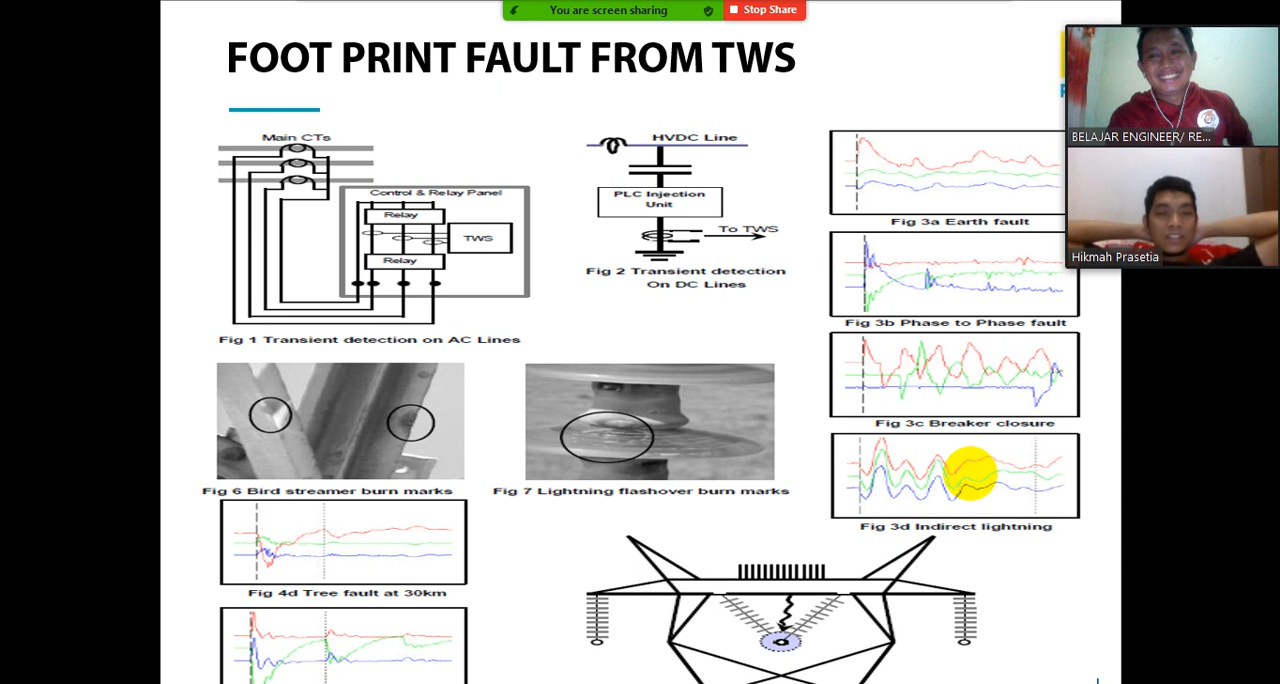 You are screen sharing
Stop Share
FOOT PRINT FAULT FROM TWS
BELAJAR ENGINEER/ RE...
Hikmah Prasetia
Main CTs
Control & Relay Panel
Relay
TWS
Relay
Fig 1 Transient detection on AC Lines
HVDC Line
PLC Injection
Unit
To TWS
Fig 2 Transient detection
On DC Lines
Fig 3a Earth fault
Fig 3b Phase to Phase fault
Fig 3c Breaker closure
Fig 3d Indirect lightning
Fig 6 Bird streamer burn marks
Fig 7 Lightning flashover burn marks
Fig 4d Tree fault at 30km